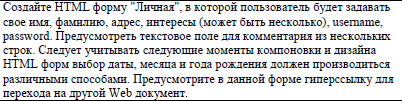 Создайте HTML форму "Личная", в которой пользователь будет задавать
свое имя, фамилию, адрес, интересы (может быть несколько), username,
password. Предусмотреть текстовое поле для комментария из нескольких
строк. Следует учитывать следующие моменты компоновки и дизайна
HTML форм выбор даты, месяца и года рождения должен производиться
различными способами. Предусмотрите в данной форме гиперссылку для
перехода на другой Web документ.